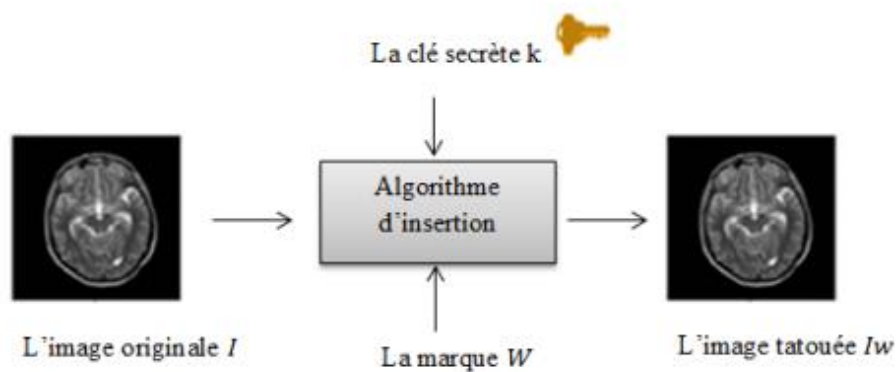 La clé secrète k
Algorithme
d'insertion
L'image originale I
La marque W
L'image tatouée Iw